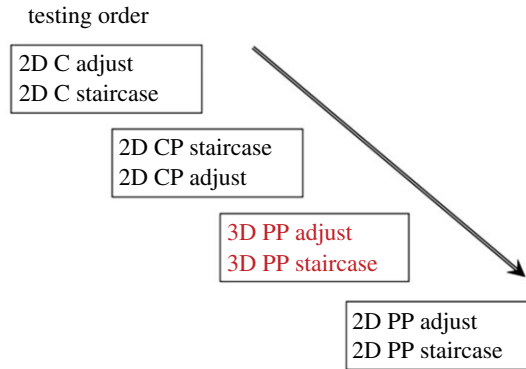 testing order
2D C adjust
2D C staircase
2D CP staircase
2D CP adjust
3D PP adjust
3D PP staircase
2D PP adjust
2D PP staircase